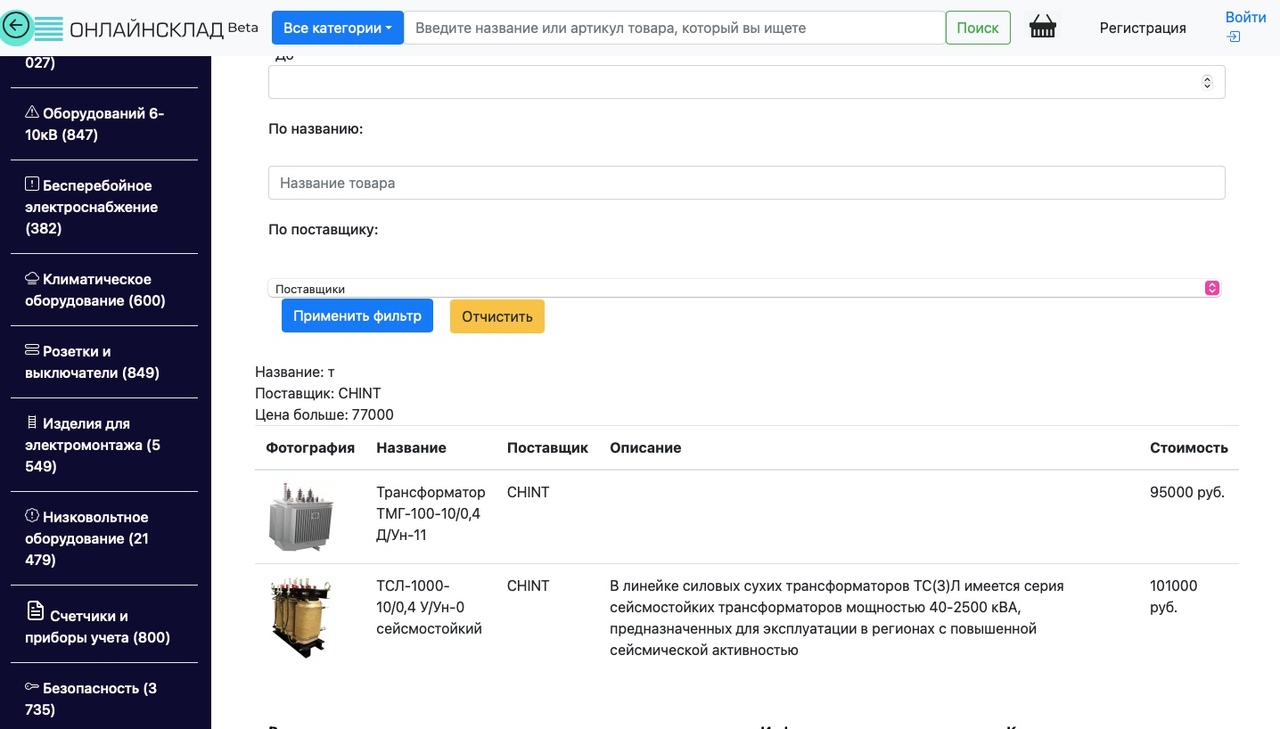 ОНЛАЙНСКЛАД Beta Все категории Введите название или артикул товара, который вы ищете Поиск Регистрация Войти
027)
Оборудований 6-
10кВ (847)
Бесперебойное
электроснабжение
(382)
Климатическое
оборудование (600)
Розетки и
выключатели (849)
Изделия для
электромонтажа (5
549)
Низковольтное
оборудование (21
479)
Счетчики и
приборы учета (800)
Безопасность (3
735)
До
По названию:
Название товара
По поставщику:
Поставщики
Применить фильтр Отчистить
Название: т
Поставщик: CHINT
Цена больше: 77000
Фотография Название Поставщик Описание Стоимость
Трансформатор CHINT 95000 руб.
ТМГ-100-10/0,4
Д/Ун-11
ТСЛ-1000- CHINT В линейке силовых сухих трансформаторов ТС(З)Л имеется серия 101000
10/0,4 У/Ун-0 сейсмостойких трансформаторов мощностью 40-2500 кВА, руб.
сейсмостойкий предназначенных для эксплуатации в регионах с повышенной
сейсмической активностью